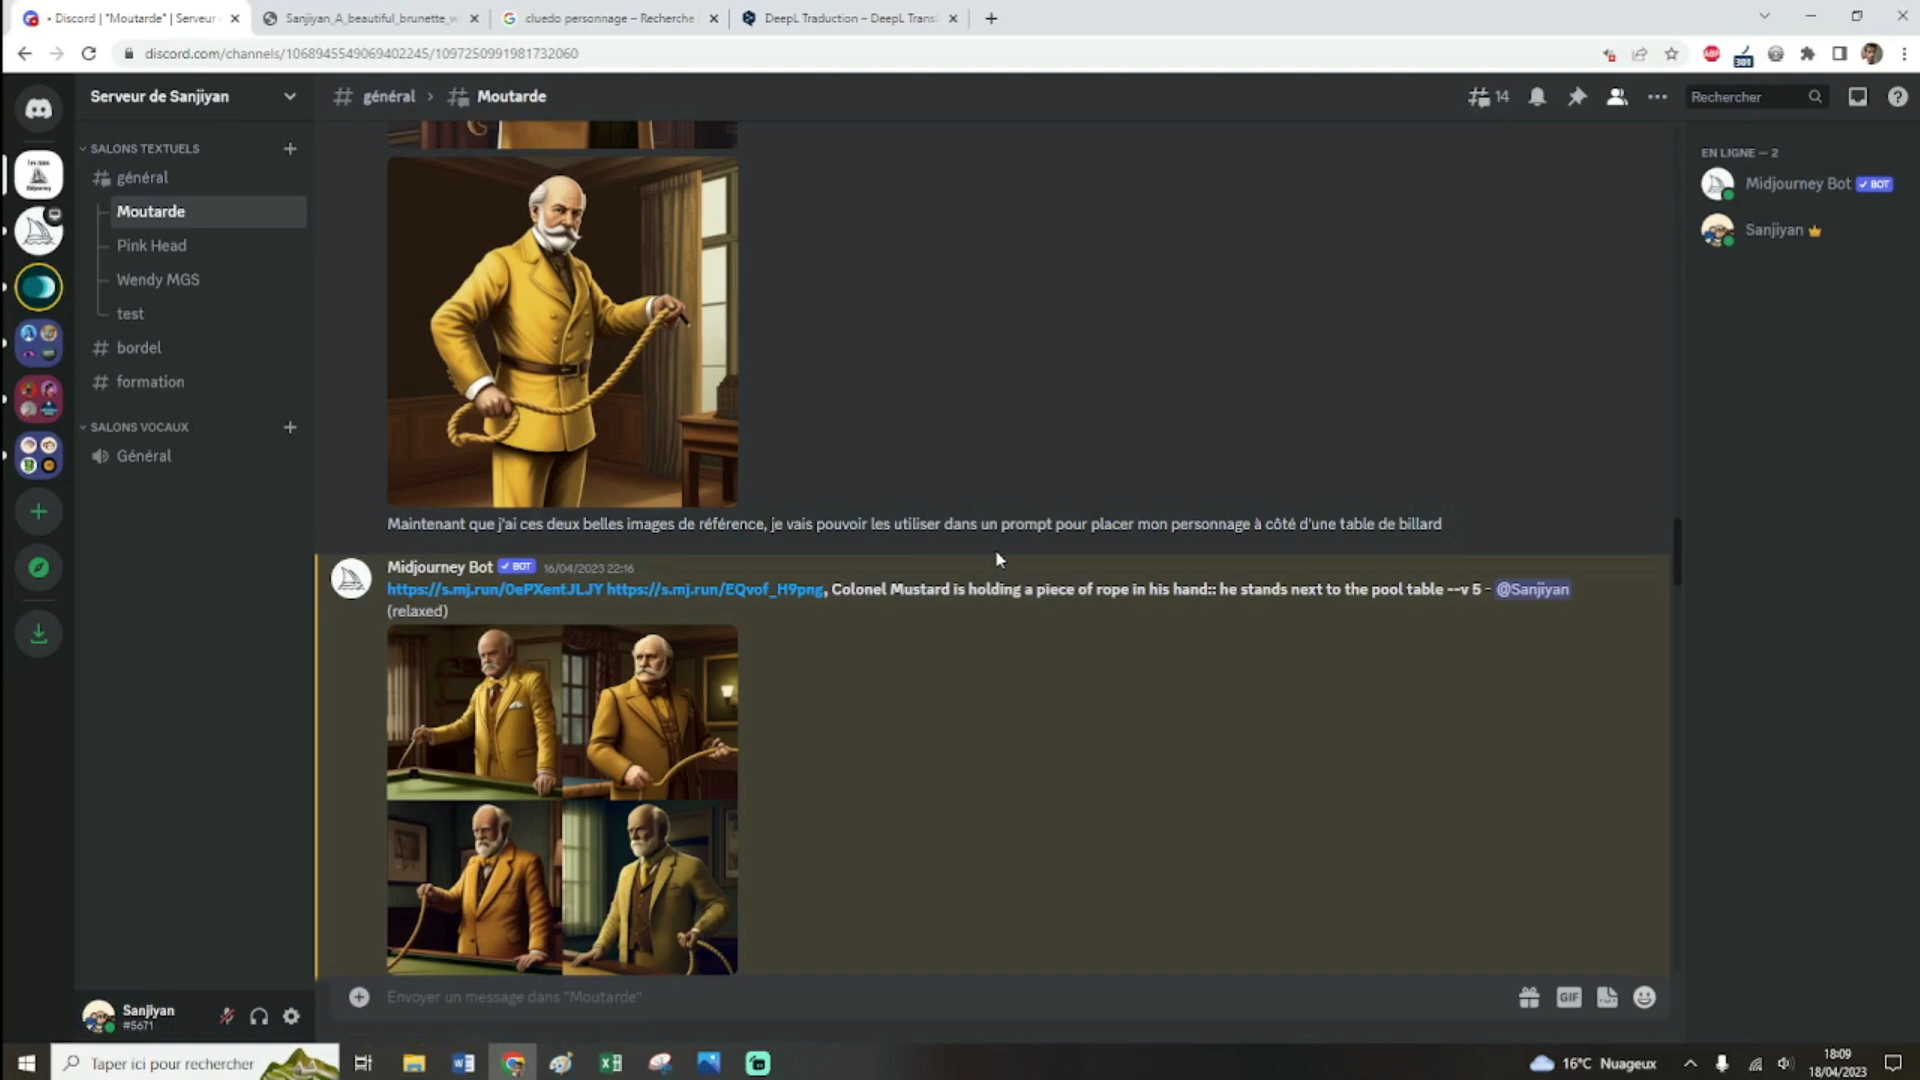 • Discord | "Moutarde" | Serveur
Sanjiyan_A_beautiful_brunette_w
cluedo personnage – Recherche
DeepL Traduction – DeepL Transl
discord.com/channels/1068945549069402245/1097250991981732060
ABP
301
Serveur de Sanjiyan
général
Moutarde
14
Rechercher
SALONS TEXTUELS
général
Moutarde
Pink Head
Wendy MGS
test
bordel
formation
SALONS VOCAUX
Général
EN LIGNE — 2
Midjourney Bot BOT
Sanjiyan
Maintenant que j'ai ces deux belles images de référence, je vais pouvoir les utiliser dans un prompt pour placer mon personnage à côté d'une table de billard
Midjourney Bot BOT 16/04/2023 22:16
https://s.mj.run/0ePXentJLJY https://s.mj.run/EQvof_H9png, Colonel Mustard is holding a piece of rope in his hand:: he stands next to the pool table --v 5 - @Sanjiyan
(relaxed)
Envoyer un message dans "Moutarde"
GIF
Sanjiyan
#5671
Taper ici pour rechercher
16°C Nuageux
18:09
18/04/2023